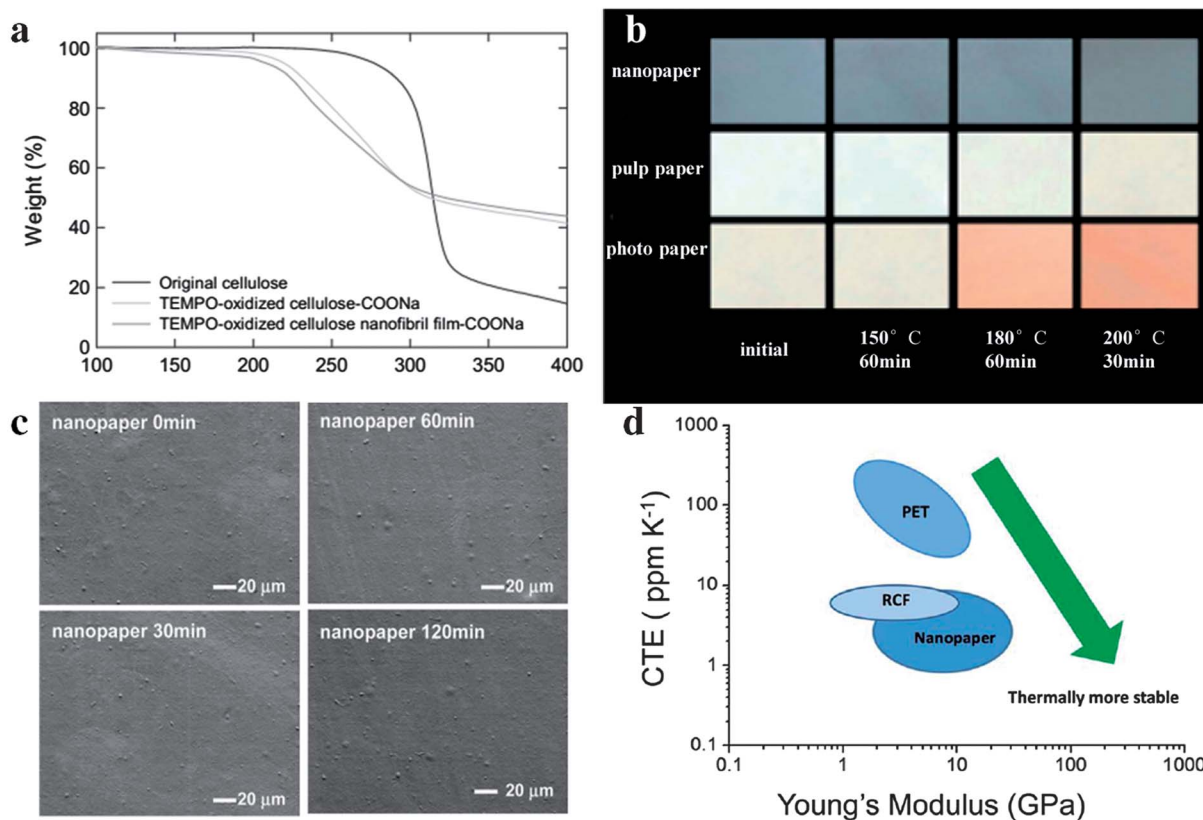 a
100
80
60
40
20
0
Weight (%)
Original cellulose
TEMPO-oxidized cellulose-COONa
TEMPO-oxidized cellulose nanofibril film-COONa
100 150 200 250 300 350 400
b
nanopaper
pulp paper
photo paper
initial
150° C
60min
180° C
60min
200° C
30min
c
nanopaper 0min
20 μm
nanopaper 60min
20 μm
nanopaper 30min
20 μm
nanopaper 120min
20 μm
d
1000
100
10
1
0.1
CTE ( ppm K-1)
PET
RCF
Nanopaper
Thermally more stable
0.1 1 10 100 1000
Young's Modulus (GPa)